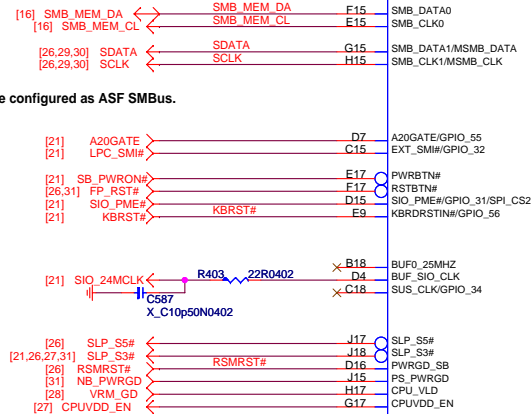 [16] SMB_MEM_DA SMB_MEM_DA F15 SMB_DATA0
[16] SMB_MEM_CL SMB_MEM_CL E15 SMB_CLK0
[26,29,30] SDATA SDATA G15 SMB_DATA1/MSMB_DATA
[26,29,30] SCLK SCLK H15 SMB_CLK1/MSMB_CLK
e configured as ASF SMBus.
[21] A20GATE D7 A20GATE/GPIO_55
[21] LPC_SMI# C15 EXT_SMI#/GPIO_32
[21] SB_PWRON# E17 PWRBTN#
[26,31] FP_RST# F17 RSTBTN#
[21] SIO_PME# D15 SIO_PME#/GPIO_31/SPI_CS2
[21] KBRST# KBRST# E9 KBRDRSTIN#/GPIO_56
B18 BUF0_25MHZ
[21] SIO_24MCLK R403 22R0402 D4 BUF_SIO_CLK
C18 SUS_CLK/GPIO_34
C587
X_C10p50N0402
[26] SLP_S5# J17 SLP_S5#
[21,26,27,31] SLP_S3# J18 SLP_S3#
[26] RSMRST# RSMRST# D16 PWRGD_SB
[31] NB_PWRGD J15 PS_PWRGD
[28] VRM_GD H17 CPU_VLD
[27] CPUVDD_EN G17 CPUVDD_EN